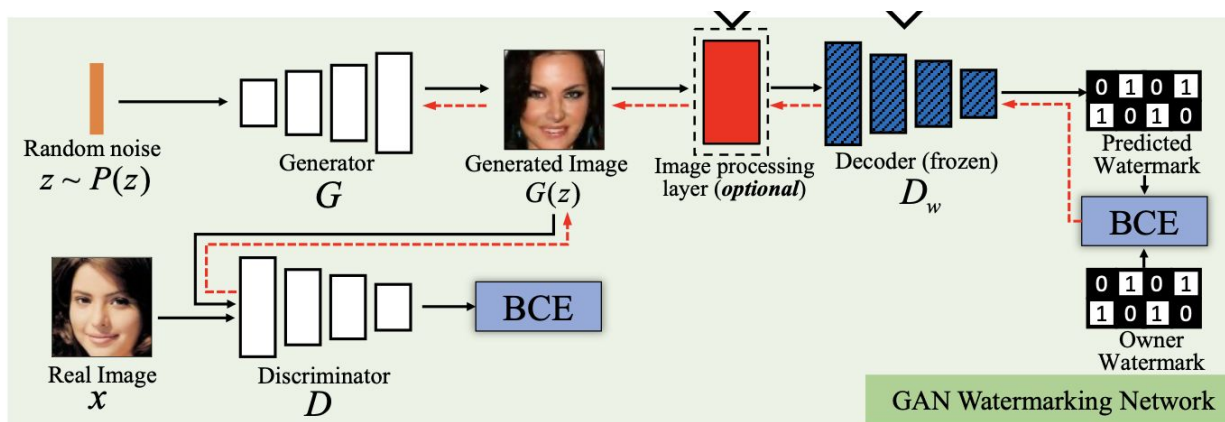 Random noise
z ~ P(z)
Generator
G
Generated Image
G(z)
Image processing
layer (optional)
Decoder (frozen)
D_w
0 1 0 1
1 0 1 0
Predicted
Watermark
BCE
0 1 0 1
1 0 1 0
Owner
Watermark
Real Image
x
Discriminator
D
BCE
GAN Watermarking Network